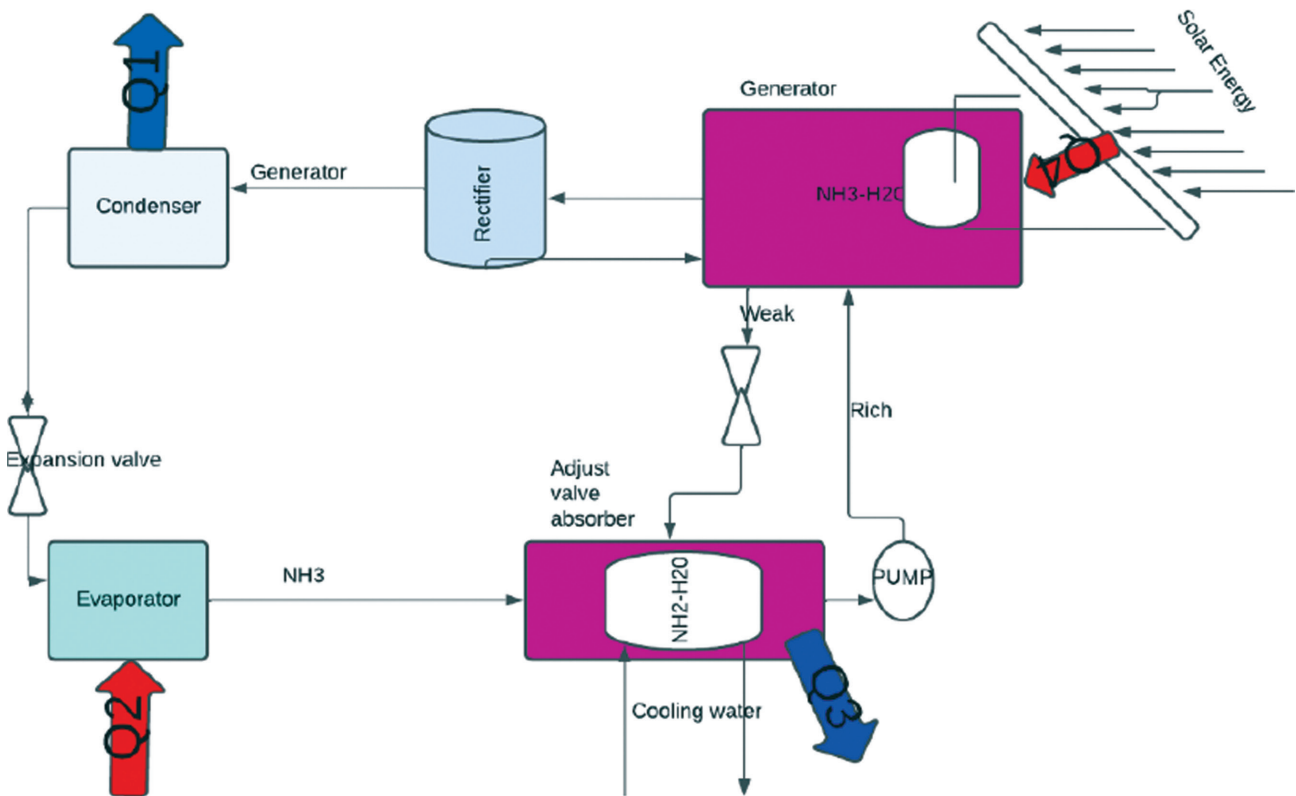 Q1
Solar Energy
Generator
Q4
NH3-H2O
Generator
Rectifier
Condenser
Weak
Rich
Expansion valve
Adjust
valve
absorber
NH3
PUMP
Evaporator
NH2-H20
Q2
Cooling water
Q3